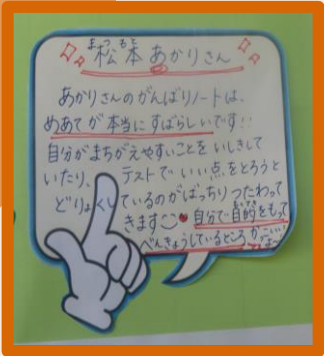 まつ もと
松本 あかりさん
あかりさんのがんばりノートは、
めあてが本当にすばらしいです!!
自分がまちがえやすいことをいしきして
いたり、テストでいい点をとろうと
どりょくしているのがばっちりつたわって
きます 自分で目的をもって
べんきょうしているところがかっこいい